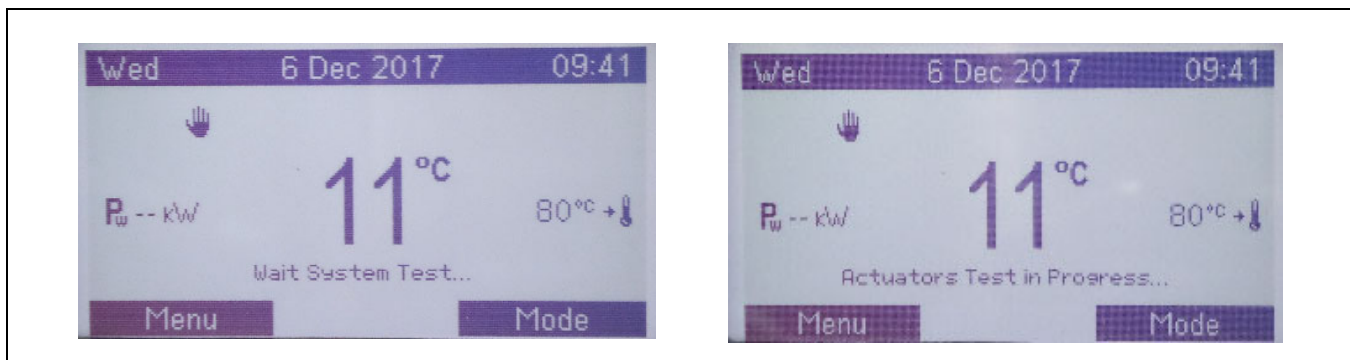 Wed 6 Dec 2017 09:41
11°C
Pw -- kW 80°C
Wait System Test...
Menu Mode
Wed 6 Dec 2017 09:41
11°C
Pw -- kW 80°C
Actuators Test in Progress...
Menu Mode